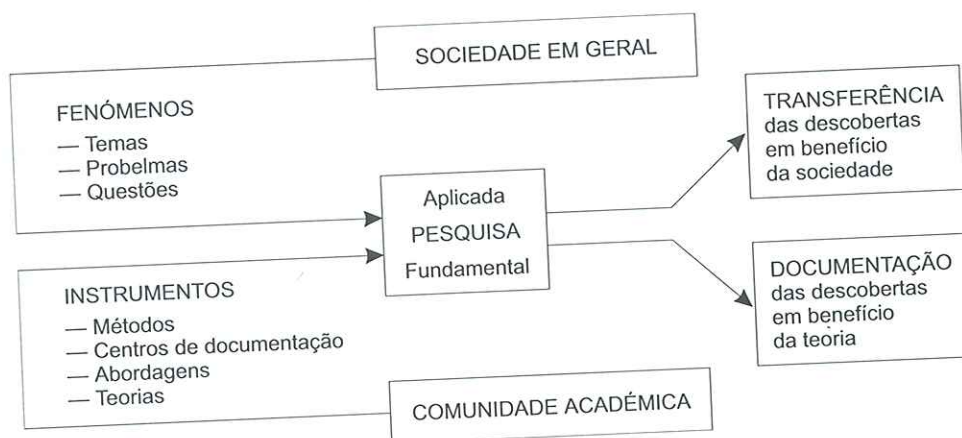 SOCIEDADE EM GERAL
FENÓMENOS
— Temas
— Probelmas
— Questões
INSTRUMENTOS
— Métodos
— Centros de documentação
— Abordagens
— Teorias
COMUNIDADE ACADÉMICA
Aplicada
PESQUISA
Fundamental
TRANSFERÊNCIA
das descobertas
em benefício
da sociedade
DOCUMENTAÇÃO
das descobertas
em benefício
da teoria